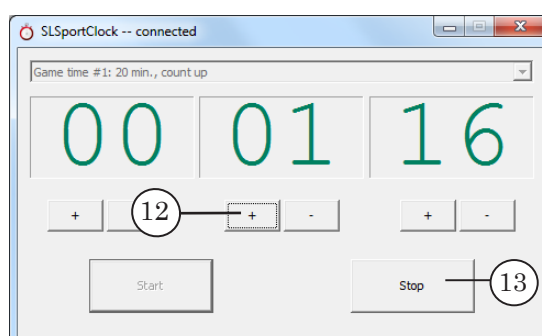 SLSportClock -- connected
Game time #1: 20 min., count up
00 01 16
+ 12 + - + -
Start Stop 13